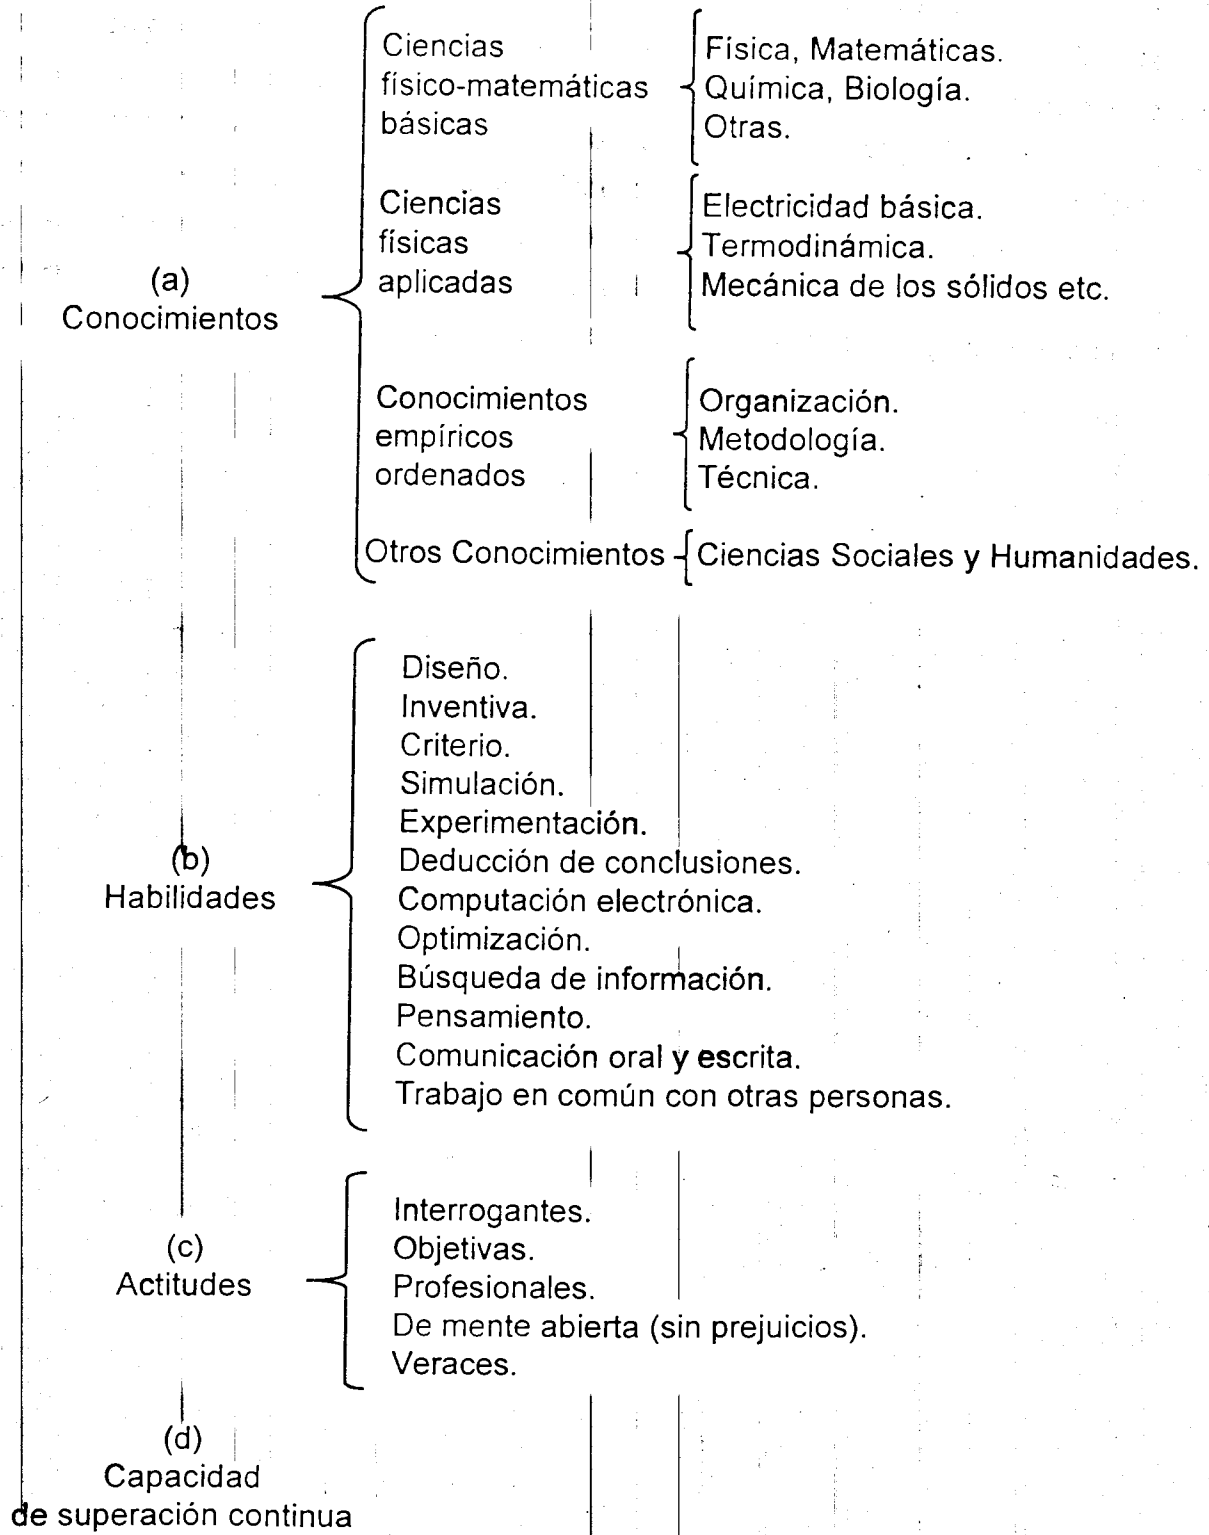 Ciencias
físico-matemáticas
básicas
Física, Matemáticas.
Química, Biología.
Otras.
Ciencias
físicas
aplicadas
Electricidad básica.
Termodinámica.
Mecánica de los sólidos etc.
(a)
Conocimientos
Conocimientos
empíricos
ordenados
Organización.
Metodología.
Técnica.
Otros Conocimientos
Ciencias Sociales y Humanidades.
(b)
Habilidades
Diseño.
Inventiva.
Criterio.
Simulación.
Experimentación.
Deducción de conclusiones.
Computación electrónica.
Optimización.
Búsqueda de información.
Pensamiento.
Comunicación oral y escrita.
Trabajo en común con otras personas.
(c)
Actitudes
Interrogantes.
Objetivas.
Profesionales.
De mente abierta (sin prejuicios).
Veraces.
(d)
Capacidad
de superación continua